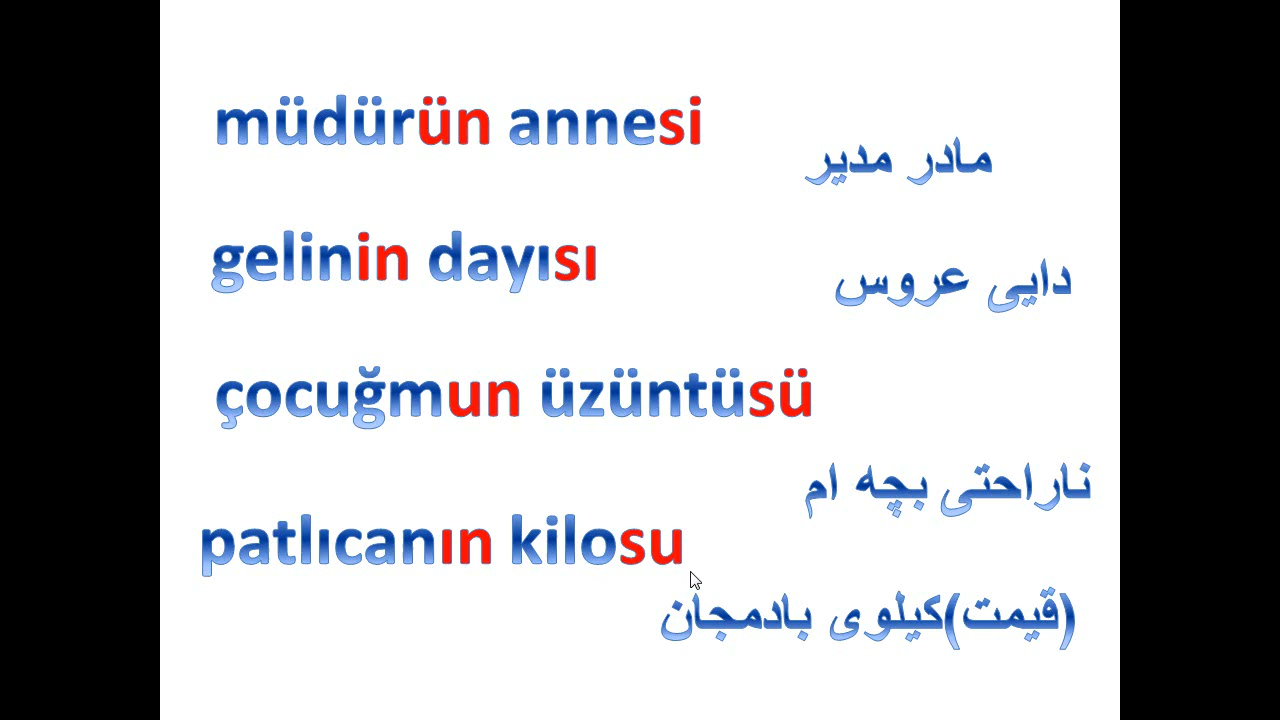 müdürün annesi
مادر مدیر
gelinin dayısı
دایی عروس
çocuğmun üzüntüsü
ناراحتی بچه ام
patlıcanın kilosu
(قیمت)کیلوی بادمجان